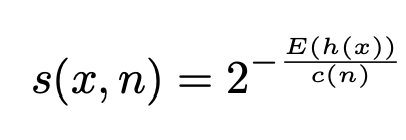 s(x, n) = 2^{-\frac{E(h(x))}{c(n)}}